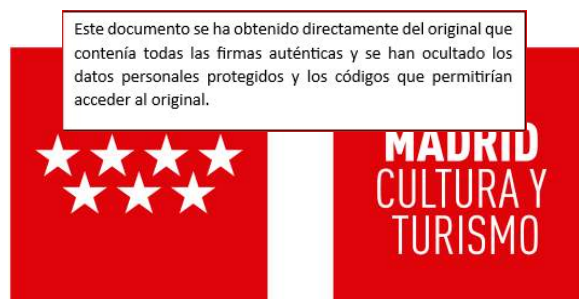 Este documento se ha obtenido directamente del original que
contenía todas las firmas auténticas y se han ocultado los
datos personales protegidos y los códigos que permitirían
acceder al original.
MADRID
CULTURA Y
TURISMO